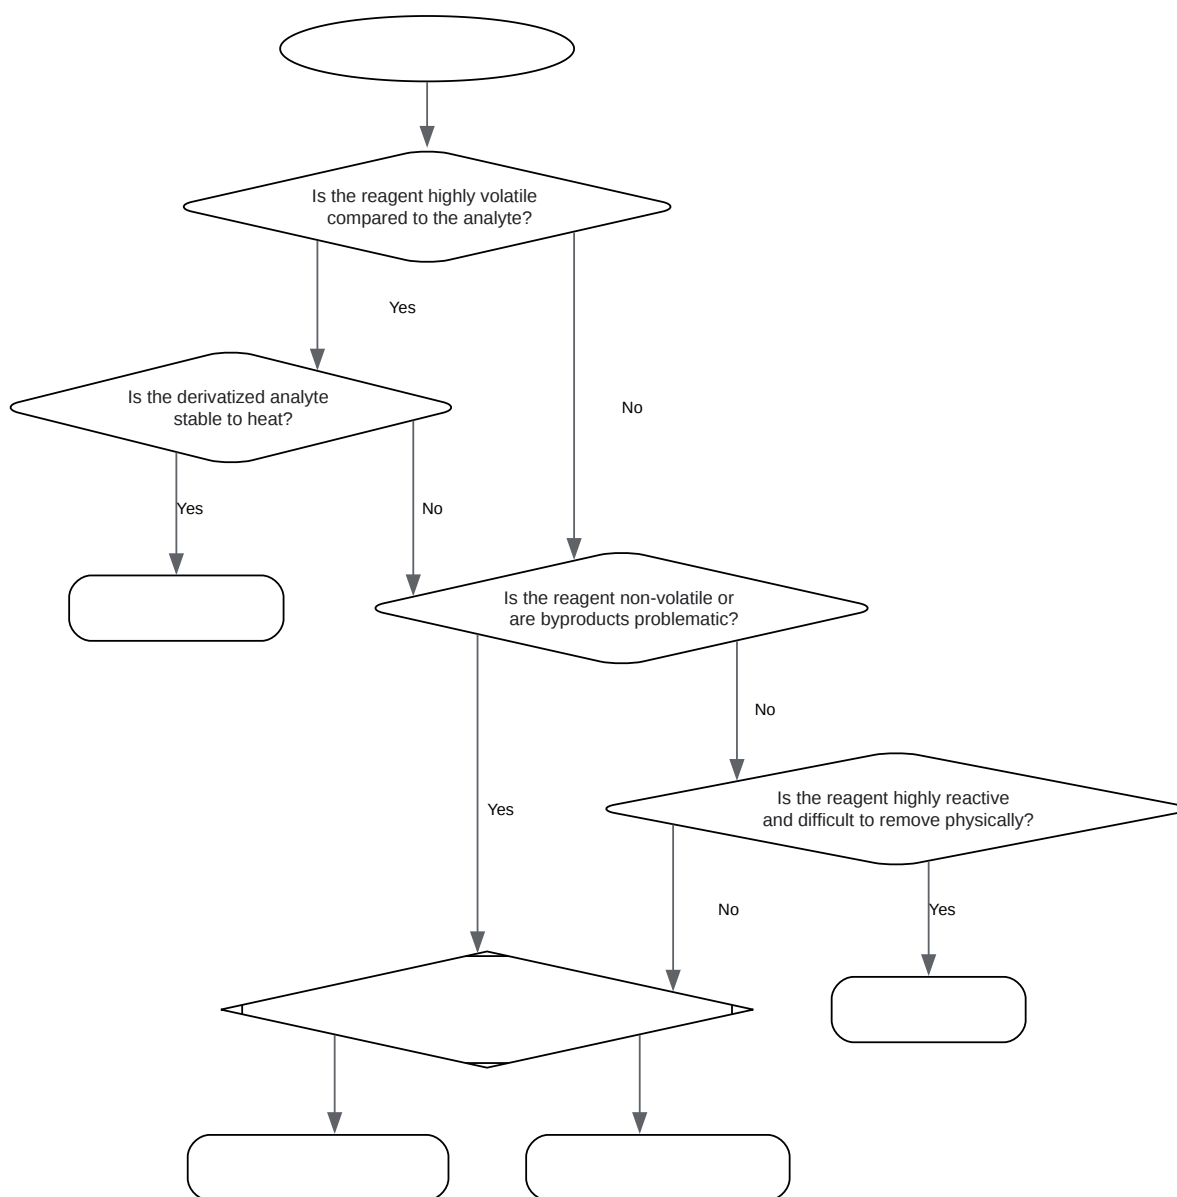 Is the reagent highly volatile
compared to the analyte?
Yes
Is the derivatized analyte
stable to heat?
No
Yes
No
Is the reagent non-volatile or
are byproducts problematic?
No
Is the reagent highly reactive
and difficult to remove physically?
Yes
No
Yes